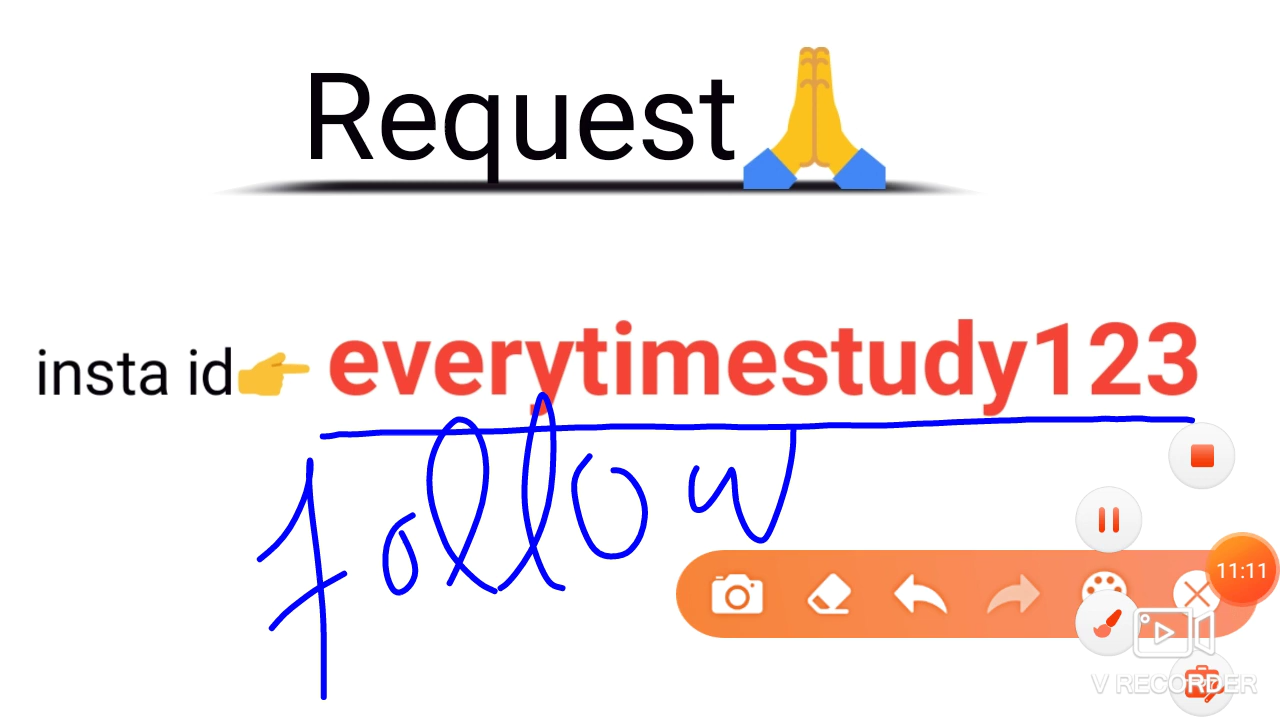 Request🙏
insta id👉 everytimestudy123
follow
11:11
V RECORDER